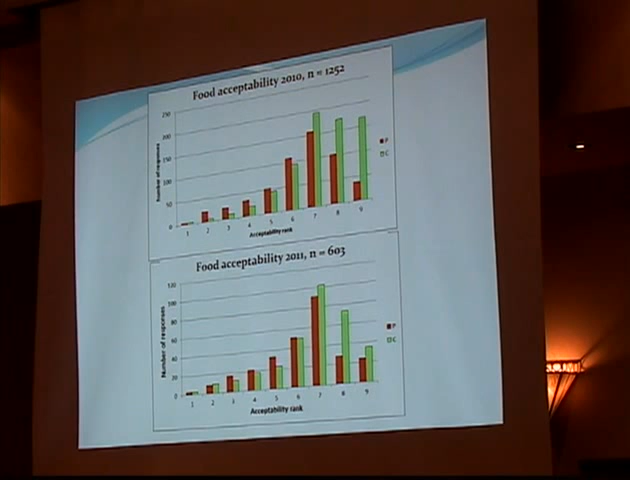 Food acceptability 2010, n = 1252
250
200
150
100
50
0
Number of responses
1 2 3 4 5 6 7 8 9
Acceptability rank
P
C
Food acceptability 2011, n = 603
120
100
80
60
40
20
0
Number of responses
1 2 3 4 5 6 7 8 9
Acceptability rank
P
C